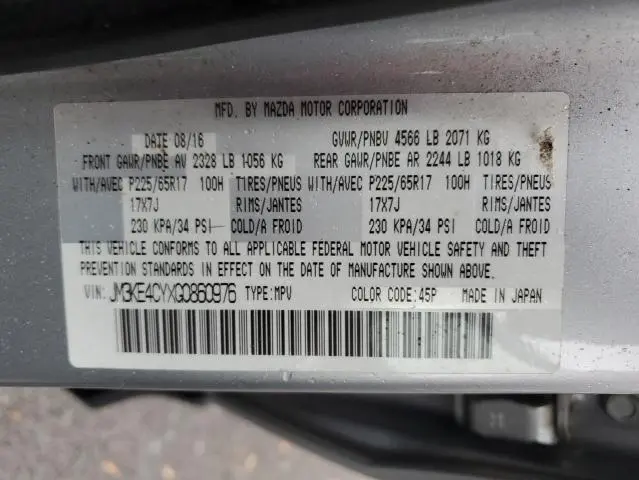 MFD. BY MAZDA MOTOR CORPORATION
DATE 08/16 GVWR/PNBV 4566 LB 2071 KG
FRONT GAWR/PNBE AV 2328 LB 1056 KG REAR GAWR/PNBE AR 2244 LB 1018 KG
WITH/AVEC P225/65R17 100H TIRES/PNEUS WITH/AVEC P225/65R17 100H TIRES/PNEUS
17X7J RIMS/JANTES 17X7J RIMS/JANTES
230 KPA/34 PSI COLD/A FROID 230 KPA/34 PSI COLD/A FROID
THIS VEHICLE CONFORMS TO ALL APPLICABLE FEDERAL MOTOR VEHICLE SAFETY AND THEFT
PREVENTION STANDARDS IN EFFECT ON THE DATE OF MANUFACTURE SHOWN ABOVE.
VIN: JM3KE4CYXG0860976 TYPE:MPV COLOR CODE:45P MADE IN JAPAN